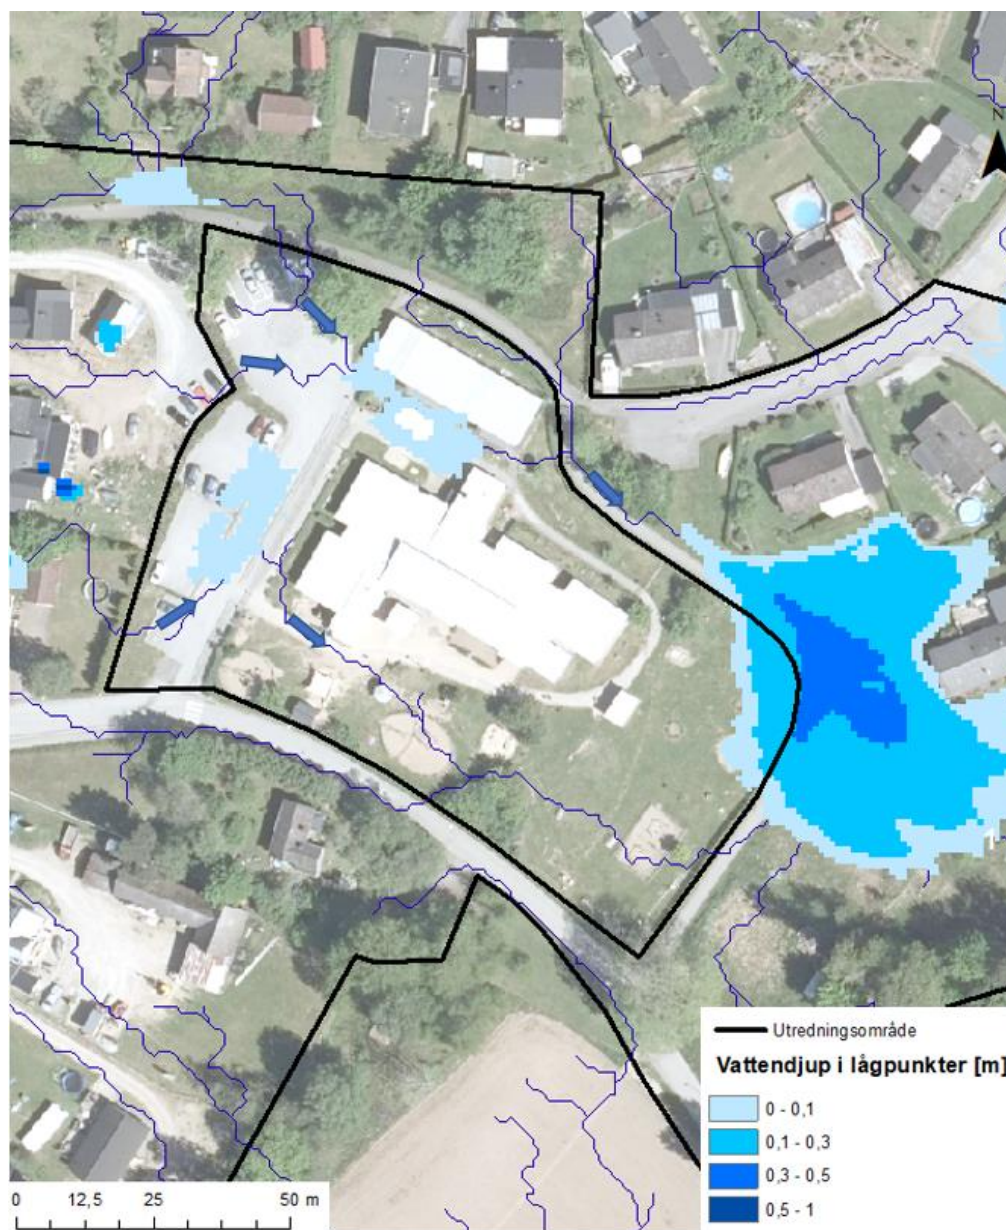 N
Utredningsområde
Vattendjup i lågpunkter [m]
0 - 0,1
0,1 - 0,3
0,3 - 0,5
0,5 - 1
0 12,5 25 50 m